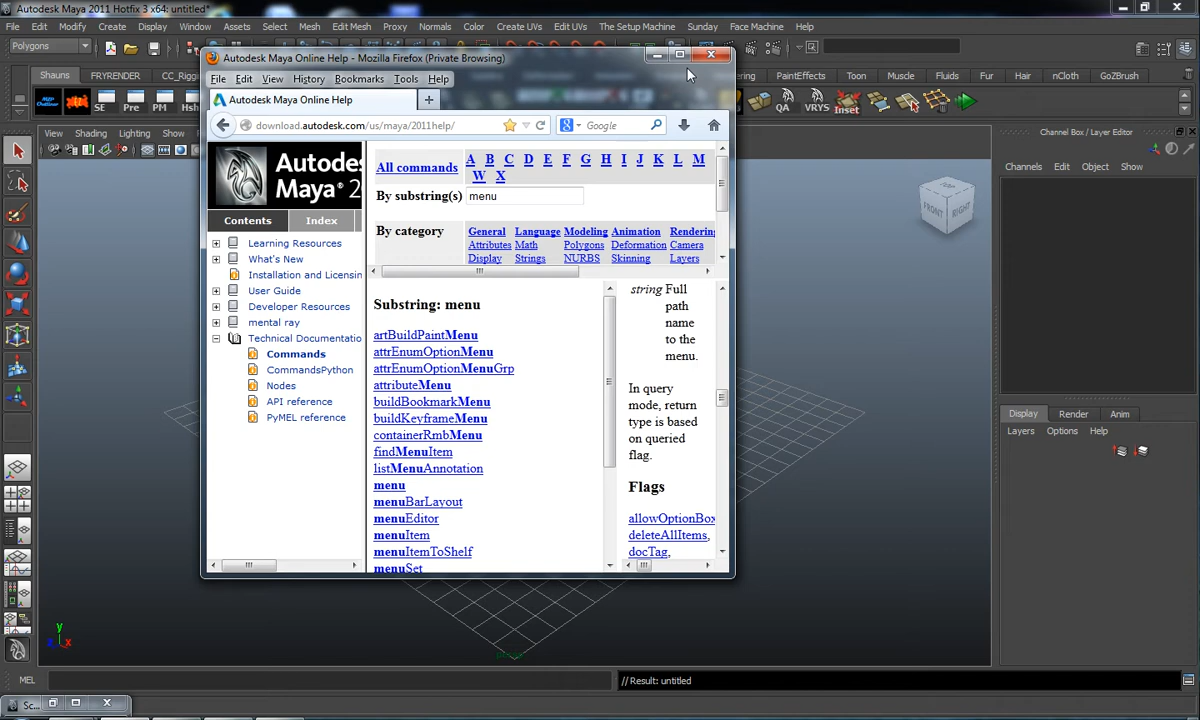 Autodesk Maya 2011 Hotfix 3 x64: untitled*
File Edit Modify Create Display Window Assets Select Mesh Edit Mesh Proxy Normals Color Create UVs Edit UVs The Setup Machine Sunday Face Machine Help
Polygons
Shauns FRYRENDER CC_Rigg PaintEffects Toon Muscle Fluids Fur Hair nCloth GoZBrush
SE Pre PM Hsh QA VRYS Inset
View Shading Lighting Show
Autodesk Maya Online Help - Mozilla Firefox (Private Browsing)
File Edit View History Bookmarks Tools Help
Autodesk Maya Online Help
download.autodesk.com/us/maya/2011help/
Google
Autodes
Maya® 2
Contents Index
Learning Resources
What's New
Installation and Licensin
User Guide
Developer Resources
mental ray
Technical Documentatio
Commands
CommandsPython
Nodes
API reference
PyMEL reference
All commands A B C D E F G H I J K L M
W X
By substring(s) menu
By category General Language Modeling Animation Rendering
Attributes Math Polygons Deformation Camera
Display Strings NURBS Skinning Layers
Substring: menu
artBuildPaintMenu
attrEnumOptionMenu
attrEnumOptionMenuGrp
attributeMenu
buildBookmarkMenu
buildKeyframeMenu
containerRmbMenu
findMenuItem
listMenuAnnotation
menu
menuBarLayout
menuEditor
menuItem
menuItemToShelf
menuSet
string Full
path
name
to the
menu.
In query
mode, return
type is based
on queried
flag.
Flags
allowOptionBox
deleteAllItems,
docTag,
Channel Box / Layer Editor
Channels Edit Object Show
Display Render Anim
Layers Options Help
TOP
FRONT RIGHT
y
z x
persp
MEL
// Result: untitled
Sc...